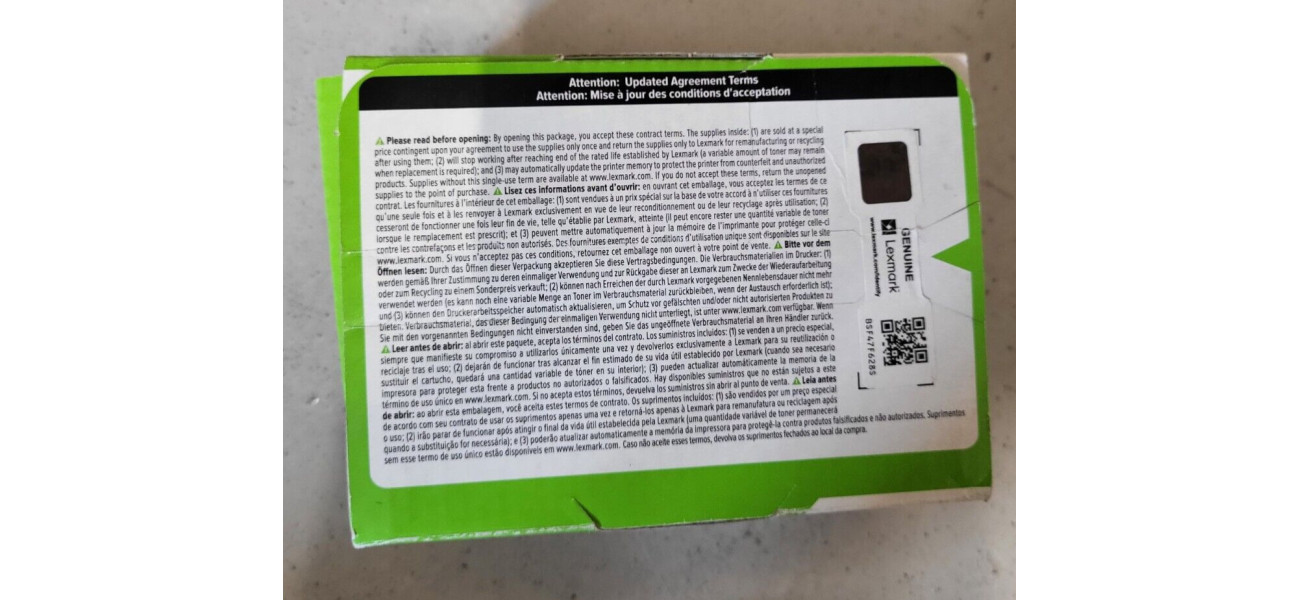 Attention: Updated Agreement Terms
Attention: Mise à jour des conditions d'acceptation
Please read before opening: By opening this package, you accept these contract terms. The supplies inside: (1) are sold at a special
price contingent upon your agreement to use the supplies only once and return the supplies only to Lexmark for remanufacturing or recycling
after using them; (2) will stop working after reaching end of the rated life established by Lexmark (a variable amount of toner may remain
when replacement is required); and (3) may automatically update the printer memory to protect the printer from counterfeit and unauthorized
products. Supplies without this single-use term are available at www.lexmark.com. If you do not accept these terms, return the unopened
supplies to the point of purchase. Lisez ces informations avant d'ouvrir: en ouvrant cet emballage, vous acceptez les termes de ce
contrat. Les fournitures à l'intérieur de cet emballage: (1) sont vendues à un prix spécial sur la base de votre accord à n'utiliser ces fournitures
qu'une seule fois et à les renvoyer à Lexmark exclusivement en vue de leur reconditionnement ou de leur recyclage après utilisation; (2)
cesseront de fonctionner une fois leur fin de vie, telle qu'établie par Lexmark, atteinte (il peut encore rester une quantité variable de toner
lorsque le remplacement est prescrit); et (3) peuvent mettre automatiquement à jour la mémoire de l'imprimante pour protéger celle-ci
contre les contrefaçons et les produits non autorisés. Des fournitures exemptes de conditions d'utilisation unique sont disponibles sur le site
www.lexmark.com. Si vous n'acceptez pas ces conditions, retournez cet emballage non ouvert à votre point de vente. Bitte vor dem
Öffnen lesen: Durch das Öffnen dieser Verpackung akzeptieren Sie diese Vertragsbedingungen. Die Verbrauchsmaterialien im Drucker: (1)
werden gemäß Ihrer Zustimmung zu deren einmaliger Verwendung und zur Rückgabe dieser an Lexmark zum Zwecke der Wiederaufarbeitung
oder zum Recycling zu einem Sonderpreis verkauft; (2) können nach Erreichen der durch Lexmark vorgegebenen Nennlebensdauer nicht mehr
verwendet werden (es kann noch eine variable Menge an Toner im Verbrauchsmaterial zurückbleiben, wenn der Austausch erforderlich ist);
und (3) können den Druckerarbeitsspeicher automatisch aktualisieren, um Schutz vor gefälschten und/oder nicht autorisierten Produkten zu
bieten. Verbrauchsmaterial, das dieser Bedingung der einmaligen Verwendung nicht unterliegt, ist unter www.lexmark.com verfügbar. Wenn
Sie mit den vorgenannten Bedingungen nicht einverstanden sind, geben Sie das ungeöffnete Verbrauchsmaterial an Ihren Händler zurück.
Leer antes de abrir: al abrir este paquete, acepta los términos del contrato. Los suministros incluidos: (1) se venden a un precio especial,
siempre que manifieste su compromiso a utilizarlos únicamente una vez y devolverlos exclusivamente a Lexmark para su reutilización o
reciclaje tras el uso; (2) dejarán de funcionar tras alcanzar el fin estimado de su vida útil establecido por Lexmark (cuando sea necesario
sustituir el cartucho, quedará una cantidad variable de tóner en su interior); (3) pueden actualizar automáticamente la memoria de la
impresora para proteger esta frente a productos no autorizados o falsificados. Hay disponibles suministros que no están sujetos a este
término de uso único en www.lexmark.com. Si no acepta estos términos, devuelva los suministros sin abrir al punto de venta. Leia antes
de abrir: ao abrir esta embalagem, você aceita estes termos de contrato. Os suprimentos incluídos: (1) são vendidos por um preço especial
de acordo com seu contrato de usar os suprimentos apenas uma vez e retorná-los apenas à Lexmark para remanufatura ou reciclagem após
o uso; (2) irão parar de funcionar após atingir o final da vida útil estabelecida pela Lexmark (uma quantidade variável de toner permanecerá
quando a substituição for necessária); e (3) poderão atualizar automaticamente a memória da impressora para protegê-la contra produtos falsificados e não autorizados. Suprimentos
sem esse termo de uso único estão disponíveis em www.lexmark.com. Caso não aceite esses termos, devolva os suprimentos fechados ao local da compra.
GENUINE
Lexmark
www.lexmark.com/identify
BSF47F6285